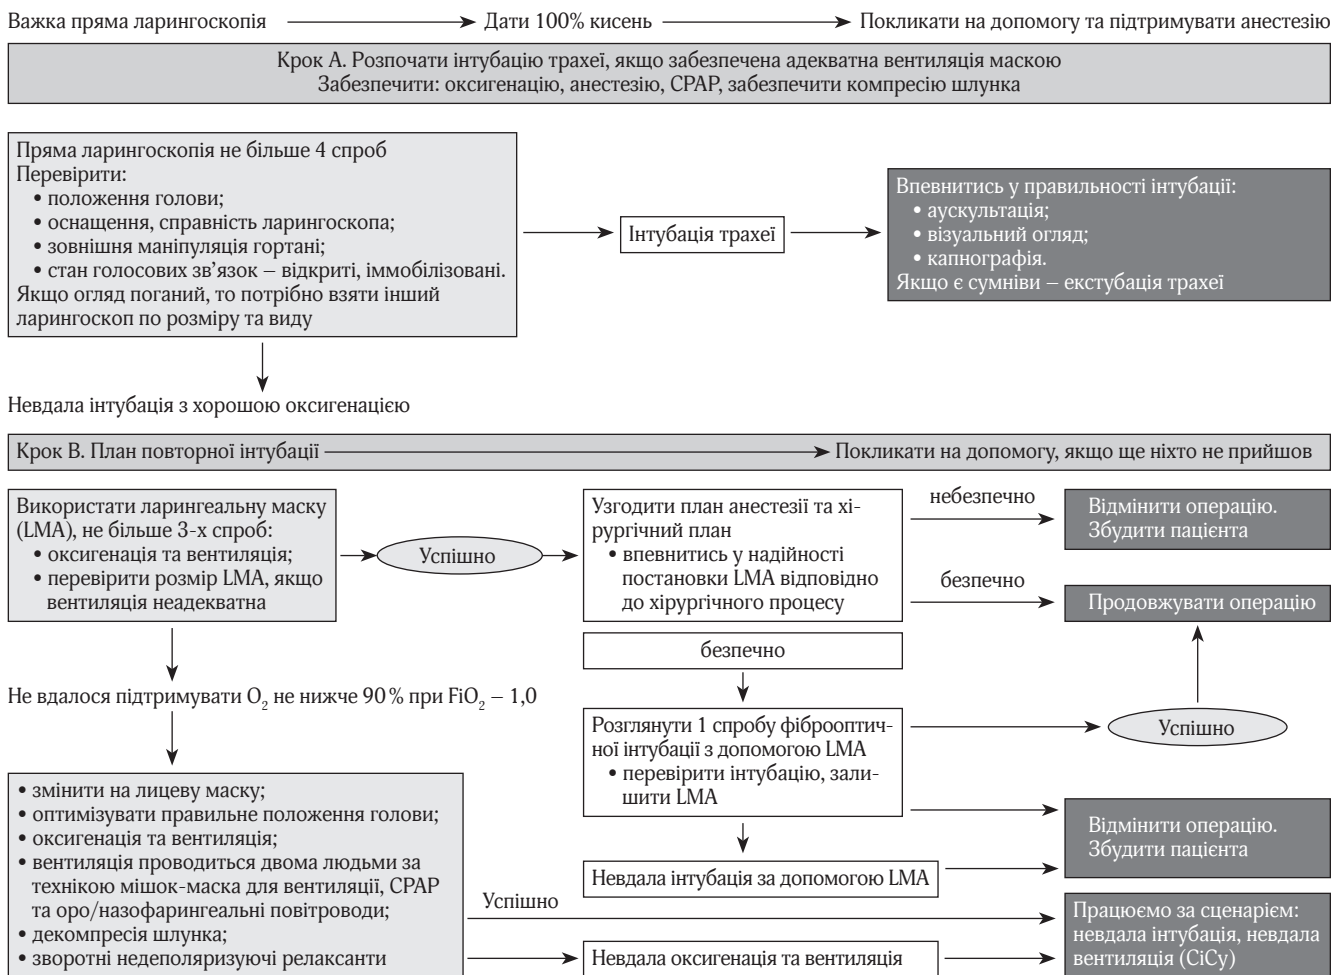 Важка пряма ларингоскопія
Дати 100% кисень
Покликати на допомогу та підтримувати анестезію
Крок A. Розпочати інтубацію трахеї, якщо забезпечена адекватна вентиляція маскою
Забезпечити: оксигенацію, анестезію, CPAP, забезпечити компресію шлунка
Пряма ларингоскопія не більше 4 спроб
Перевірити:
• положення голови;
• оснащення, справність ларингоскопа;
• зовнішня маніпуляція гортані;
• стан голосових зв’язок – відкриті, іммобілізовані.
Якщо огляд поганий, то потрібно взяти інший
ларингоскоп по розміру та виду
Інтубація трахеї
Впевнитись у правильності інтубації:
• аускультація;
• візуальний огляд;
• капнографія.
Якщо є сумніви – екстубація трахеї
Невдала інтубація з хорошою оксигенацією
Крок B. План повторної інтубації
Покликати на допомогу, якщо ще ніхто не прийшов
Використати ларингеальну маску
(LMA), не більше 3-х спроб:
• оксигенація та вентиляція;
• перевірити розмір LMA, якщо
вентиляція неадекватна
Успішно
Узгодити план анестезії та хі-
рургічний план
• впевнитись у надійності
постановки LMA відповідно
до хірургічного процесу
небезпечно
Відмінити операцію.
Збудити пацієнта
безпечно
Продовжувати операцію
безпечно
Не вдалося підтримувати O₂ не нижче 90% при FiO₂ – 1,0
Розглянути 1 спробу фіброоптич-
ної інтубації з допомогою LMA
• перевірити інтубацію, зали-
шити LMA
Успішно
• змінити на лицеву маску;
• оптимізувати правильне положення голови;
• оксигенація та вентиляція;
• вентиляція проводиться двома людьми за
технікою мішок-маска для вентиляції, CPAP
та оро/назофарингеальні повітроводи;
• декомпресія шлунка;
• зворотні недеполяризуючі релаксанти
Відмінити операцію.
Збудити пацієнта
Невдала інтубація за допомогою LMA
Успішно
Невдала оксигенація та вентиляція
Працюємо за сценарієм:
невдала інтубація, невдала
вентиляція (CiCy)